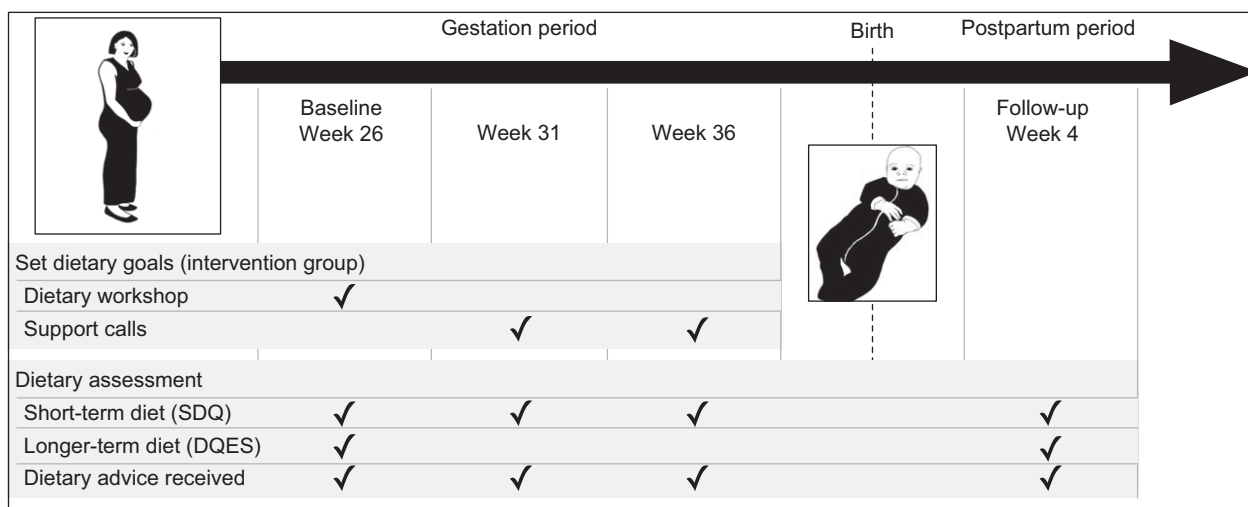 Gestation period
Birth
Postpartum period
Baseline
Week 26
Week 31
Week 36
Follow-up
Week 4
Set dietary goals (intervention group)
Dietary workshop ✓
Support calls ✓ ✓
Dietary assessment
Short-term diet (SDQ) ✓ ✓ ✓ ✓
Longer-term diet (DQES) ✓ ✓
Dietary advice received ✓ ✓ ✓ ✓